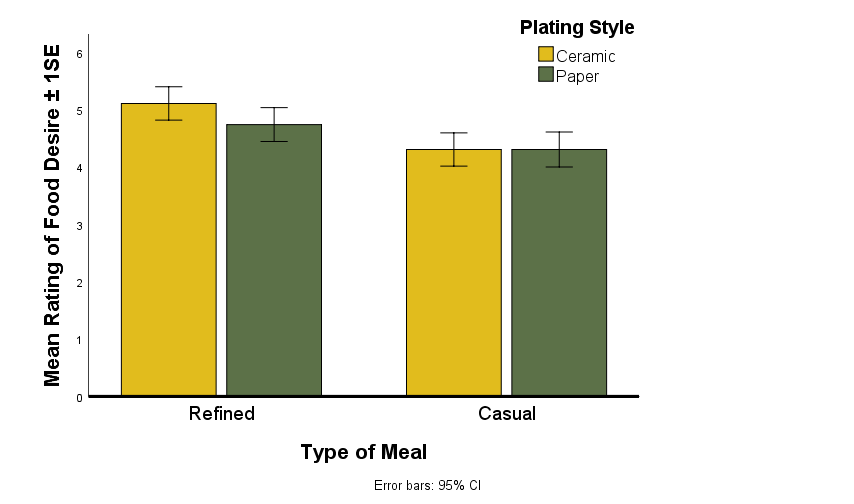 Plating Style
Ceramic
Paper
Mean Rating of Food Desire ± 1SE
6
5
4
3
2
1
0
Refined
Casual
Type of Meal
Error bars: 95% CI